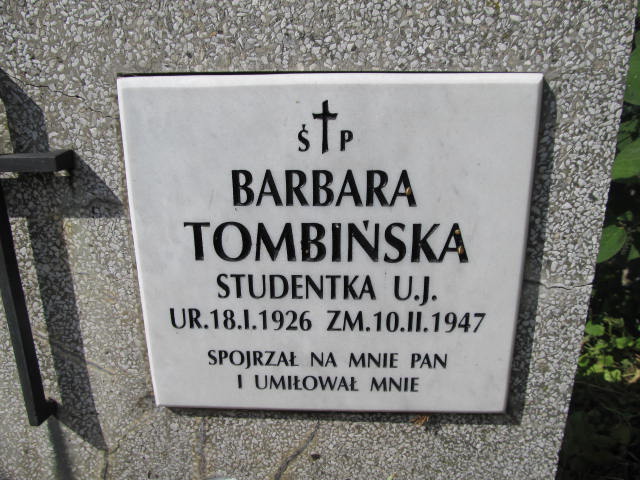 Ś P
BARBARA
TOMBIŃSKA
STUDENTKA U.J.
UR.18.I.1926 ZM.10.II.1947
SPOJRZAŁ NA MNIE PAN
I UMIŁOWAŁ MNIE